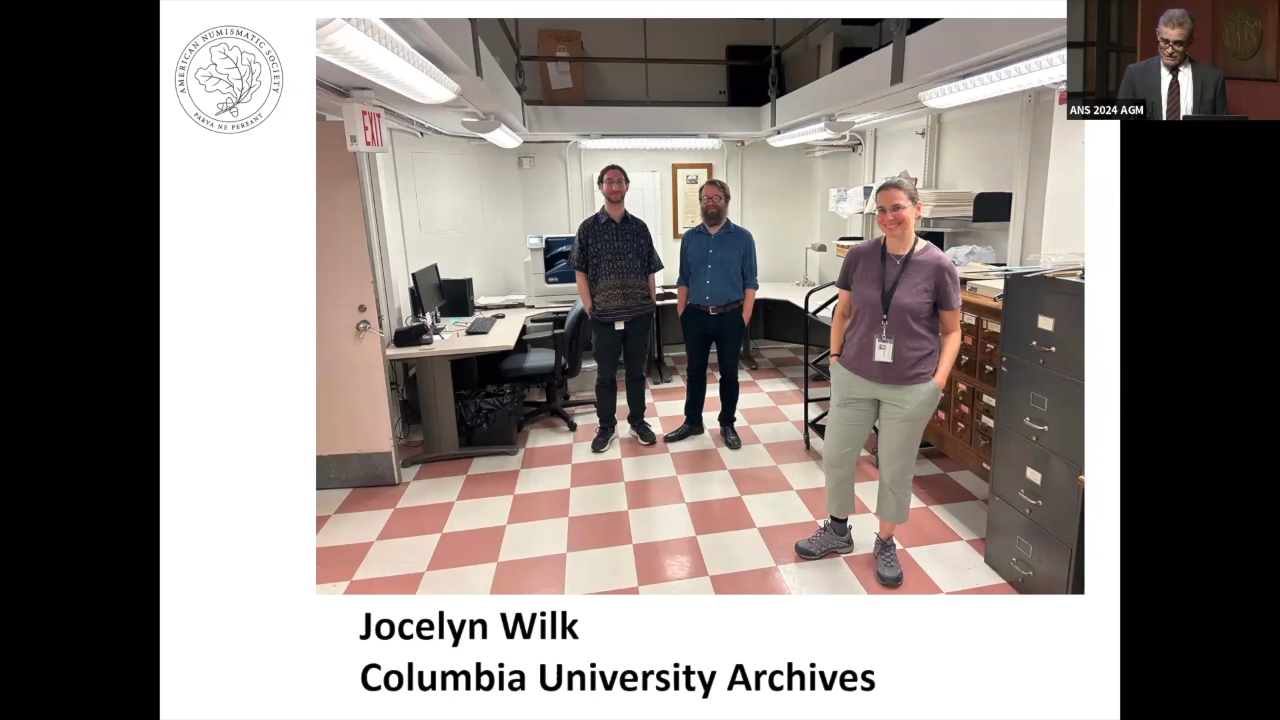 AMERICAN NUMISMATIC SOCIETY
PARVA NE PEREANT
EXIT
ANS 2024 AGM
Jocelyn Wilk
Columbia University Archives